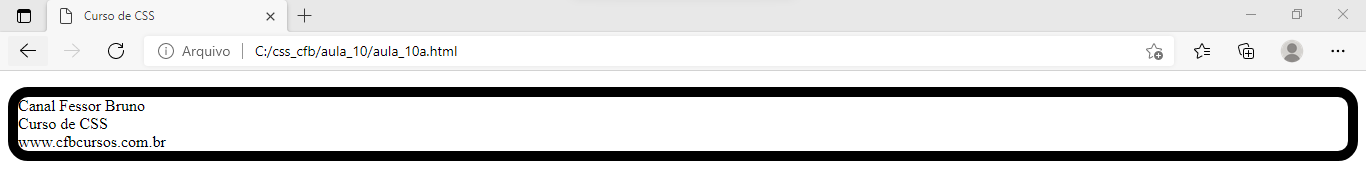 Curso de CSS
Arquivo C:/css_cfb/aula_10/aula_10a.html
Canal Fessor Bruno
Curso de CSS
www.cfbcursos.com.br